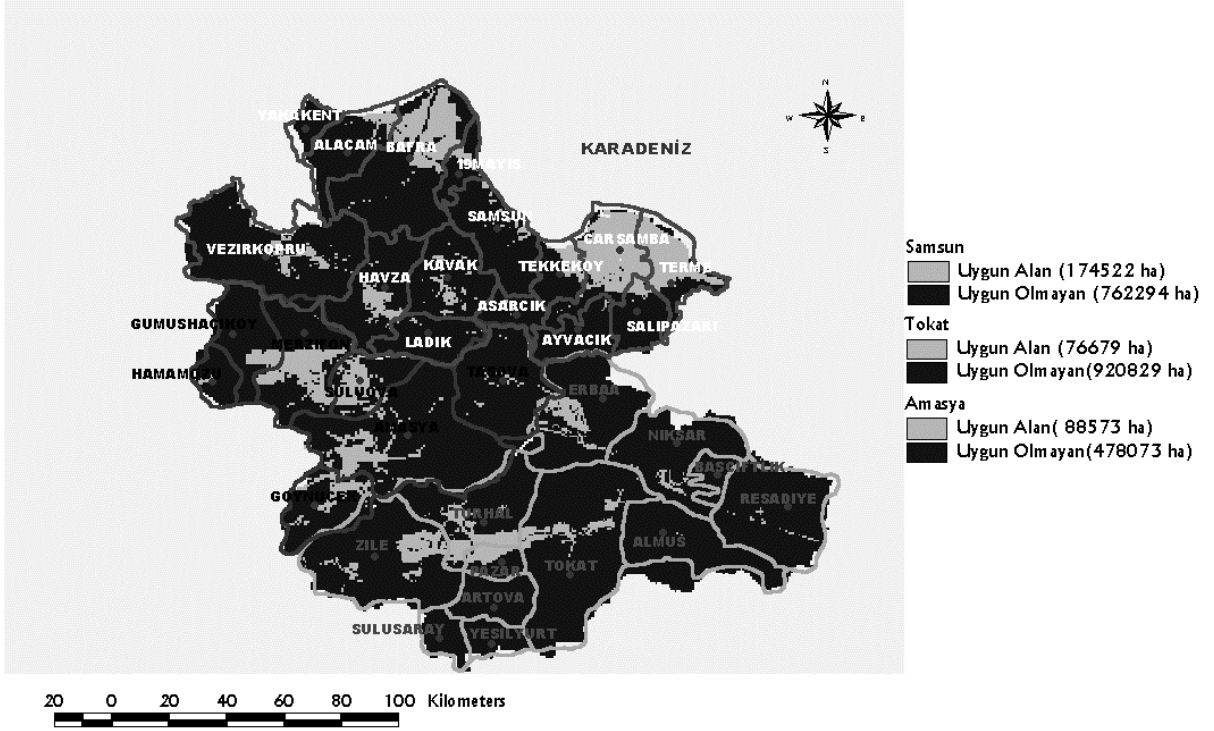 N
W
E
S
YAKAKENT
ALACAM
BAFRA
KARADENİZ
19MAYIS
SAMSUN
CARSAMBA
VEZIRKOPRU
KAVAK
TEKKEKOY
TERME
HAVZA
ASARCIK
GUMUSHACIKOY
SALIPAZARI
LADIK
AYVACIK
MERZIFON
HAMAMOZU
TASOVA
SULUOVA
ERBAA
AMASYA
NIKSAR
BASCIFTLIK
GOYNUCEK
RESADIYE
TURHAL
ZILE
ALMUS
PAZAR
TOKAT
ARTOVA
SULUSARAY
YESILYURT
Samsun
Uygun Alan (174522 ha)
Uygun Olmayan (762294 ha)
Tokat
Uygun Alan (76679 ha)
Uygun Olmayan(920829 ha)
Amasya
Uygun Alan( 88573 ha)
Uygun Olmayan(478073 ha)
20 0 20 40 60 80 100 Kilometers